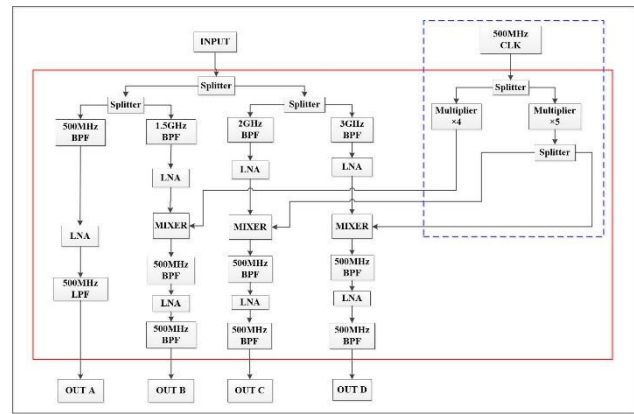 INPUT
500MHz
CLK
Splitter
Splitter
Splitter
Splitter
500MHz
BPF
1.5GHz
BPF
2GHz
BPF
3GHz
BPF
Multiplier
×4
Multiplier
×5
Splitter
LNA
LNA
LNA
LNA
MIXER
MIXER
MIXER
500MHz
BPF
500MHz
BPF
500MHz
BPF
500MHz
LPF
LNA
LNA
LNA
500MHz
BPF
500MHz
BPF
500MHz
BPF
OUT A
OUT B
OUT C
OUT D